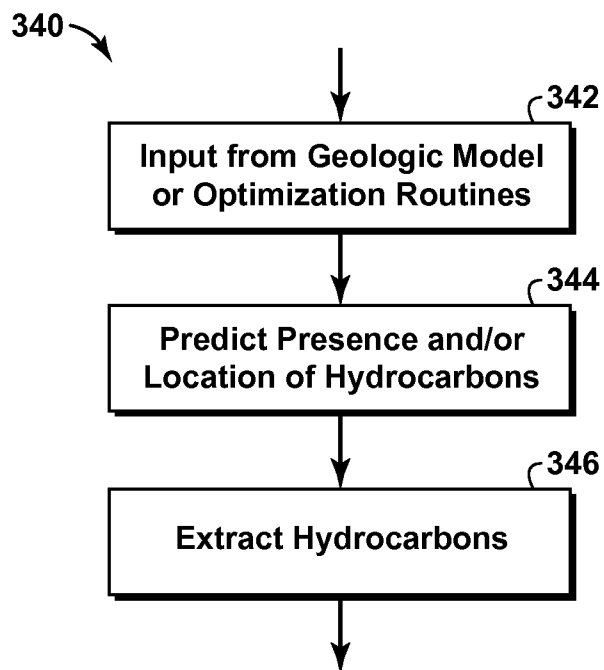 340
342
Input from Geologic Model
or Optimization Routines
344
Predict Presence and/or
Location of Hydrocarbons
346
Extract Hydrocarbons